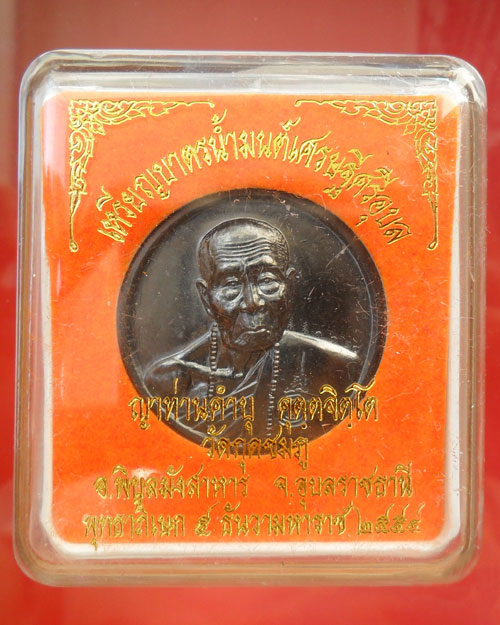 เหรียญบาตรน้ำมนต์เศรษฐีศรีอุบล
ญาท่านคำบุ คุตฺตจิตฺโต
วัดกุดชมภู
อ.พิบูลมังสาหาร จ.อุบลราชธานี
พุทธาภิเษก ๕ ธันวามหาราช ๒๕๕๔